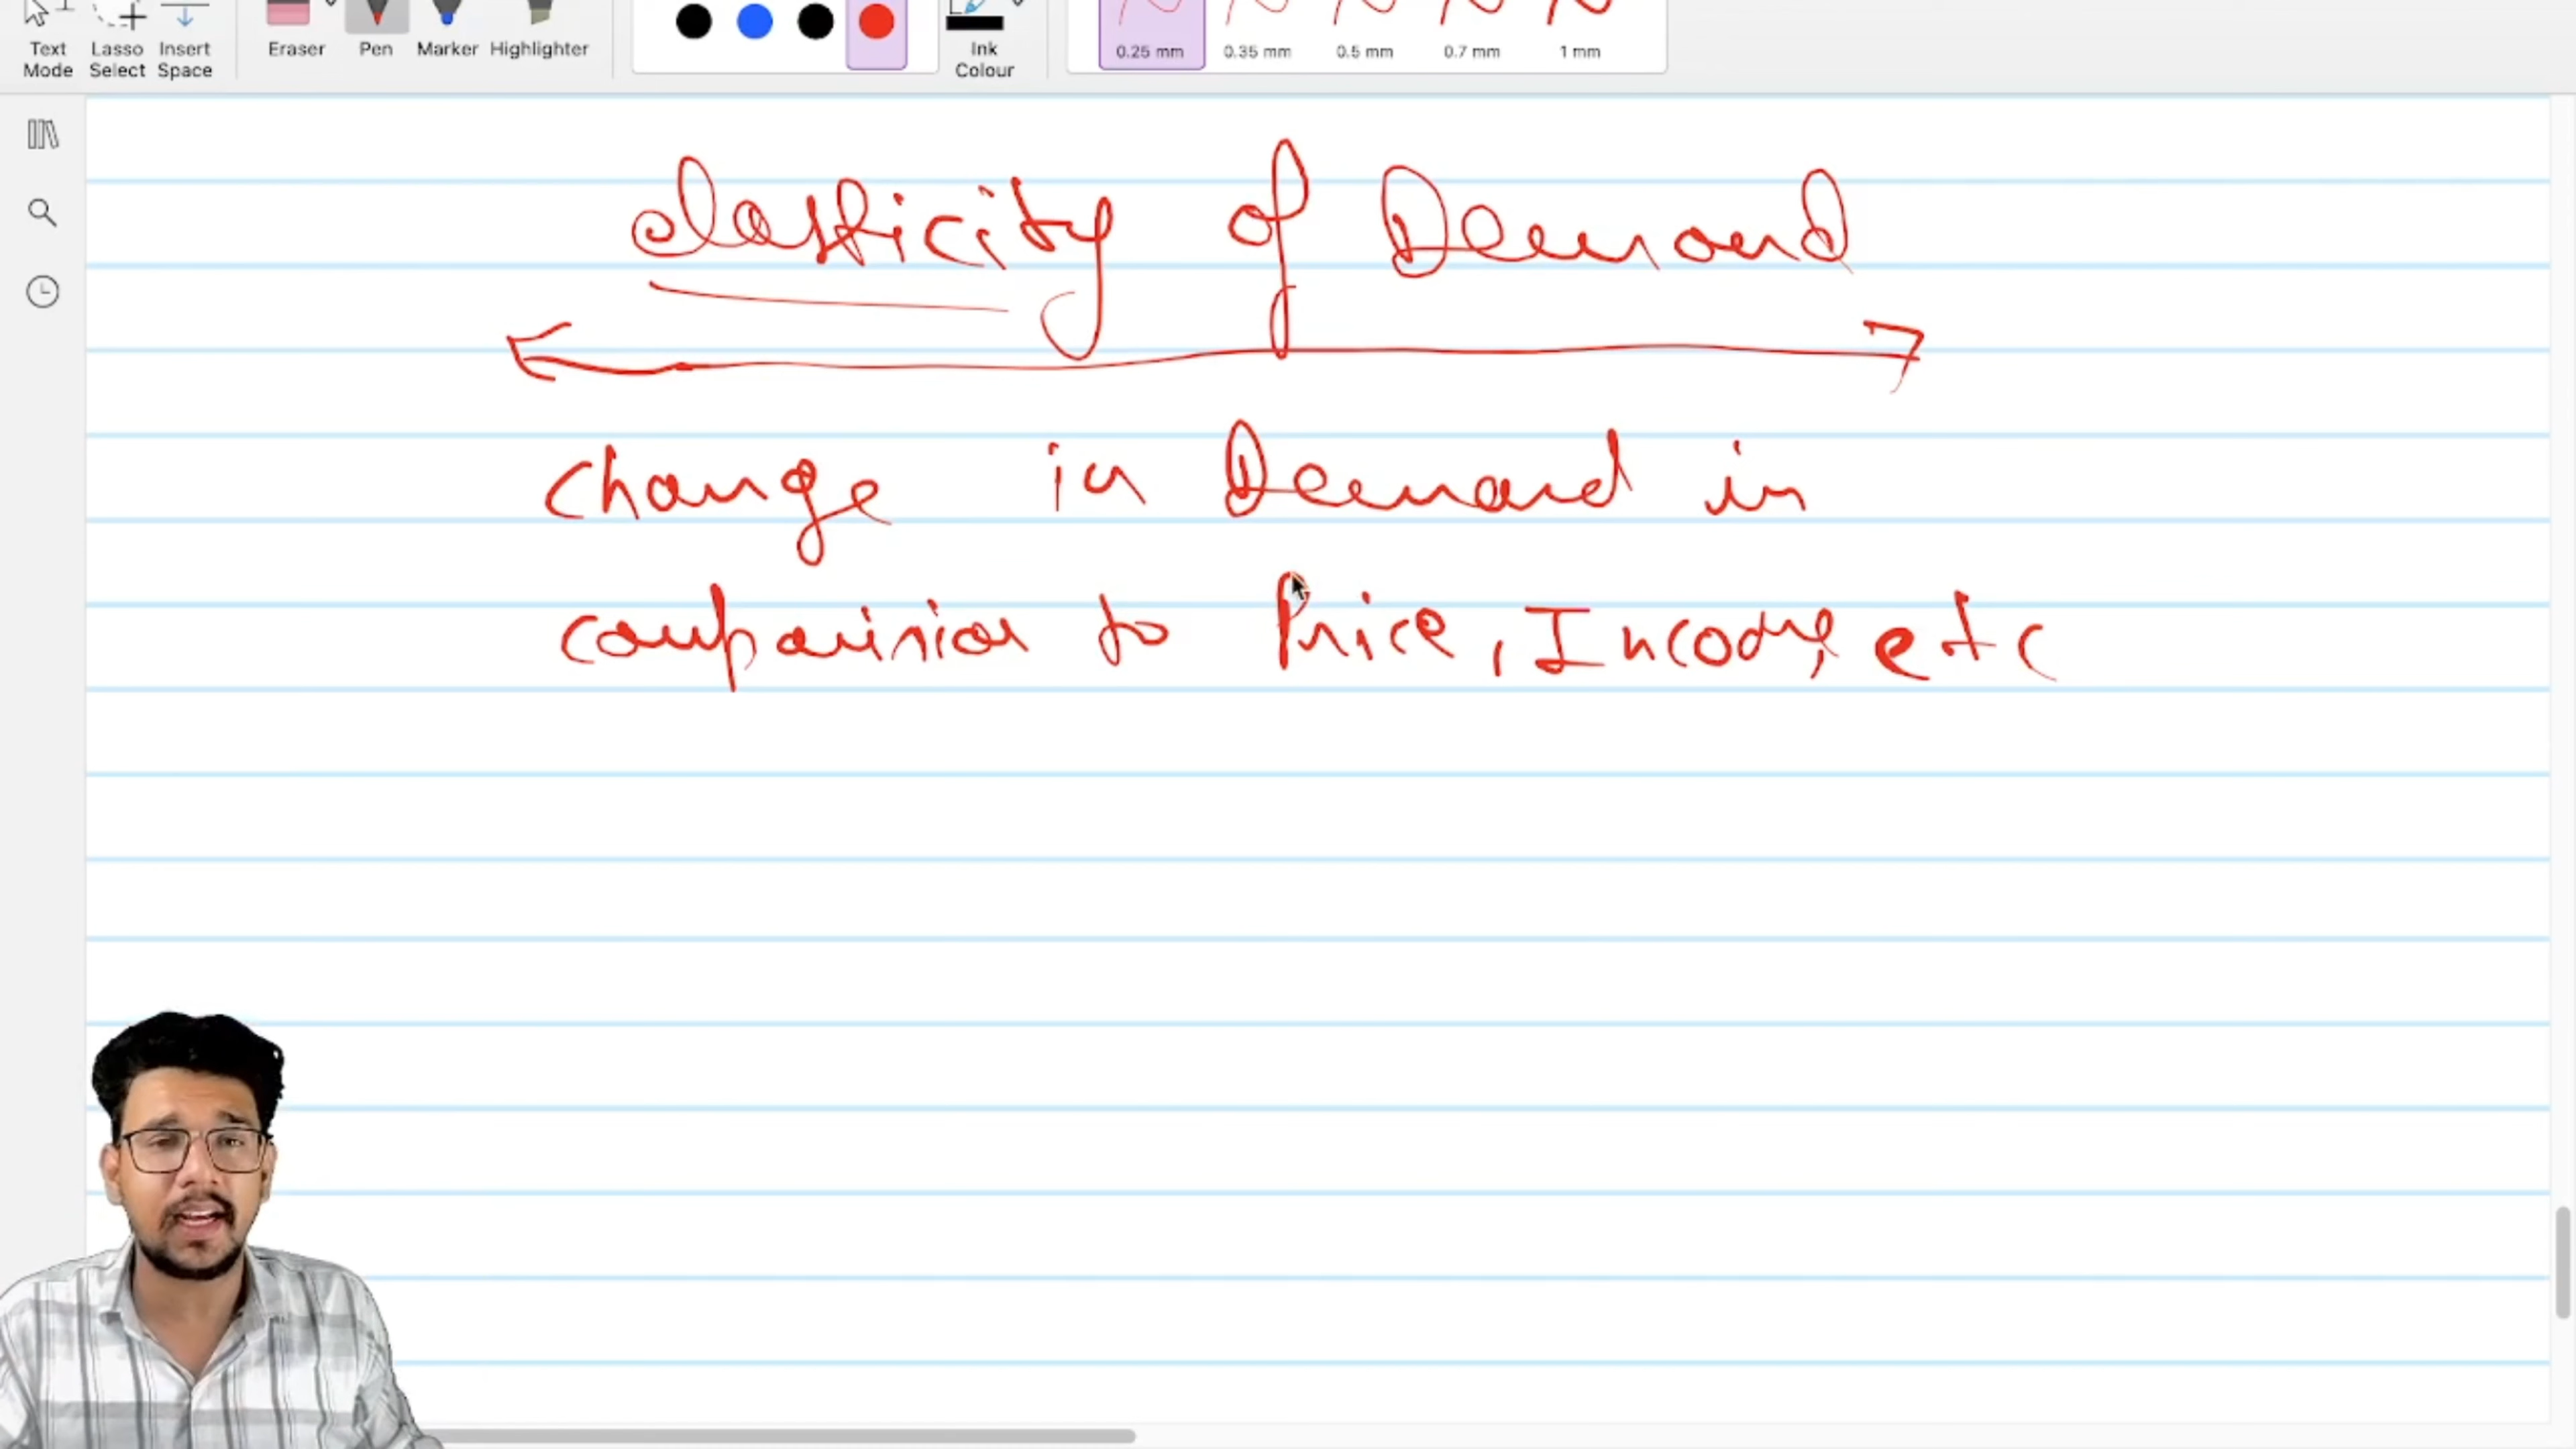 Text Mode
Lasso Select
Insert Space
Eraser
Pen
Marker
Highlighter
Ink Colour
0.25 mm
0.35 mm
0.5 mm
0.7 mm
1 mm
elasticity of Demand
change in Demand in
comparision to Price, Income, etc